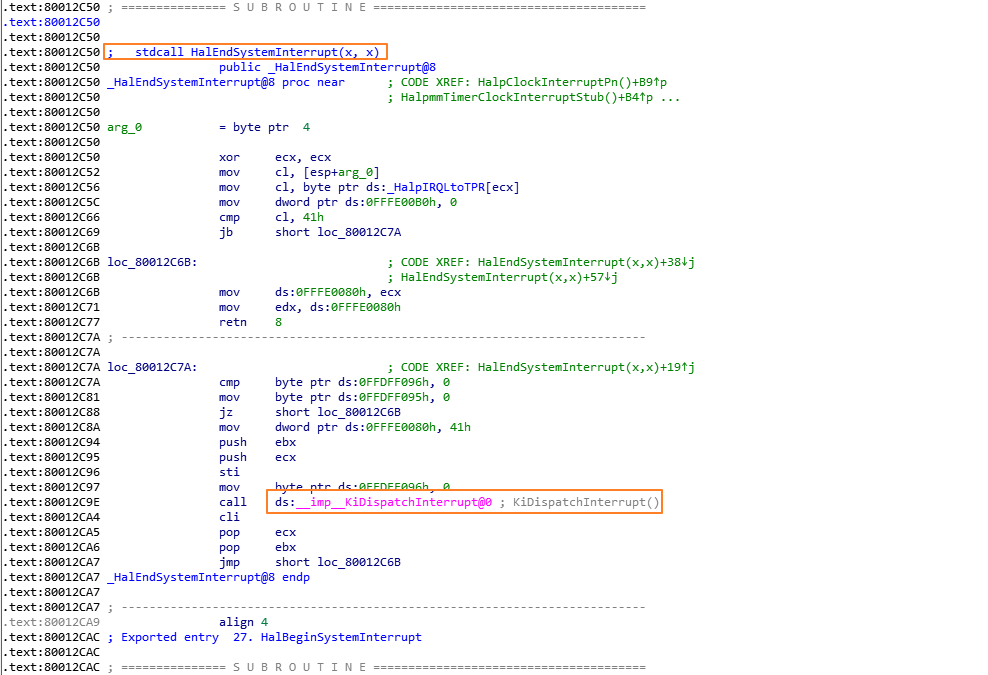 .text:80012C50 ; =============== S U B R O U T I N E =======================================
.text:80012C50
.text:80012C50
.text:80012C50 ; __stdcall HalEndSystemInterrupt(x, x)
.text:80012C50 public _HalEndSystemInterrupt@8
.text:80012C50 _HalEndSystemInterrupt@8 proc near ; CODE XREF: HalpClockInterruptPn()+B9↑p
.text:80012C50 ; HalpmmTimerClockInterruptStub()+B4↑p ...
.text:80012C50
.text:80012C50 arg_0 = byte ptr 4
.text:80012C50
.text:80012C50 xor ecx, ecx
.text:80012C52 mov cl, [esp+arg_0]
.text:80012C56 mov cl, byte ptr ds:_HalpIRQLtoTPR[ecx]
.text:80012C5C mov dword ptr ds:0FFFE00B0h, 0
.text:80012C66 cmp cl, 41h
.text:80012C69 jb short loc_80012C7A
.text:80012C6B
.text:80012C6B loc_80012C6B: ; CODE XREF: HalEndSystemInterrupt(x,x)+38↓j
.text:80012C6B ; HalEndSystemInterrupt(x,x)+57↓j
.text:80012C6B mov ds:0FFFE0080h, ecx
.text:80012C71 mov edx, ds:0FFFE0080h
.text:80012C77 retn 8
.text:80012C7A ; ---------------------------------------------------------------------------
.text:80012C7A
.text:80012C7A loc_80012C7A: ; CODE XREF: HalEndSystemInterrupt(x,x)+19↑j
.text:80012C7A cmp byte ptr ds:0FFDFF096h, 0
.text:80012C81 mov byte ptr ds:0FFDFF095h, 0
.text:80012C88 jz short loc_80012C6B
.text:80012C8A mov dword ptr ds:0FFFE0080h, 41h
.text:80012C94 push ebx
.text:80012C95 push ecx
.text:80012C96 sti
.text:80012C97 mov byte ptr ds:0FFDFF096h, 0
.text:80012C9E call ds:__imp__KiDispatchInterrupt@0 ; KiDispatchInterrupt()
.text:80012CA4 cli
.text:80012CA5 pop ecx
.text:80012CA6 pop ebx
.text:80012CA7 jmp short loc_80012C6B
.text:80012CA7 _HalEndSystemInterrupt@8 endp
.text:80012CA7
.text:80012CA7 ; ---------------------------------------------------------------------------
.text:80012CA9 align 4
.text:80012CAC ; Exported entry 27. HalBeginSystemInterrupt
.text:80012CAC
.text:80012CAC ; =============== S U B R O U T I N E =======================================